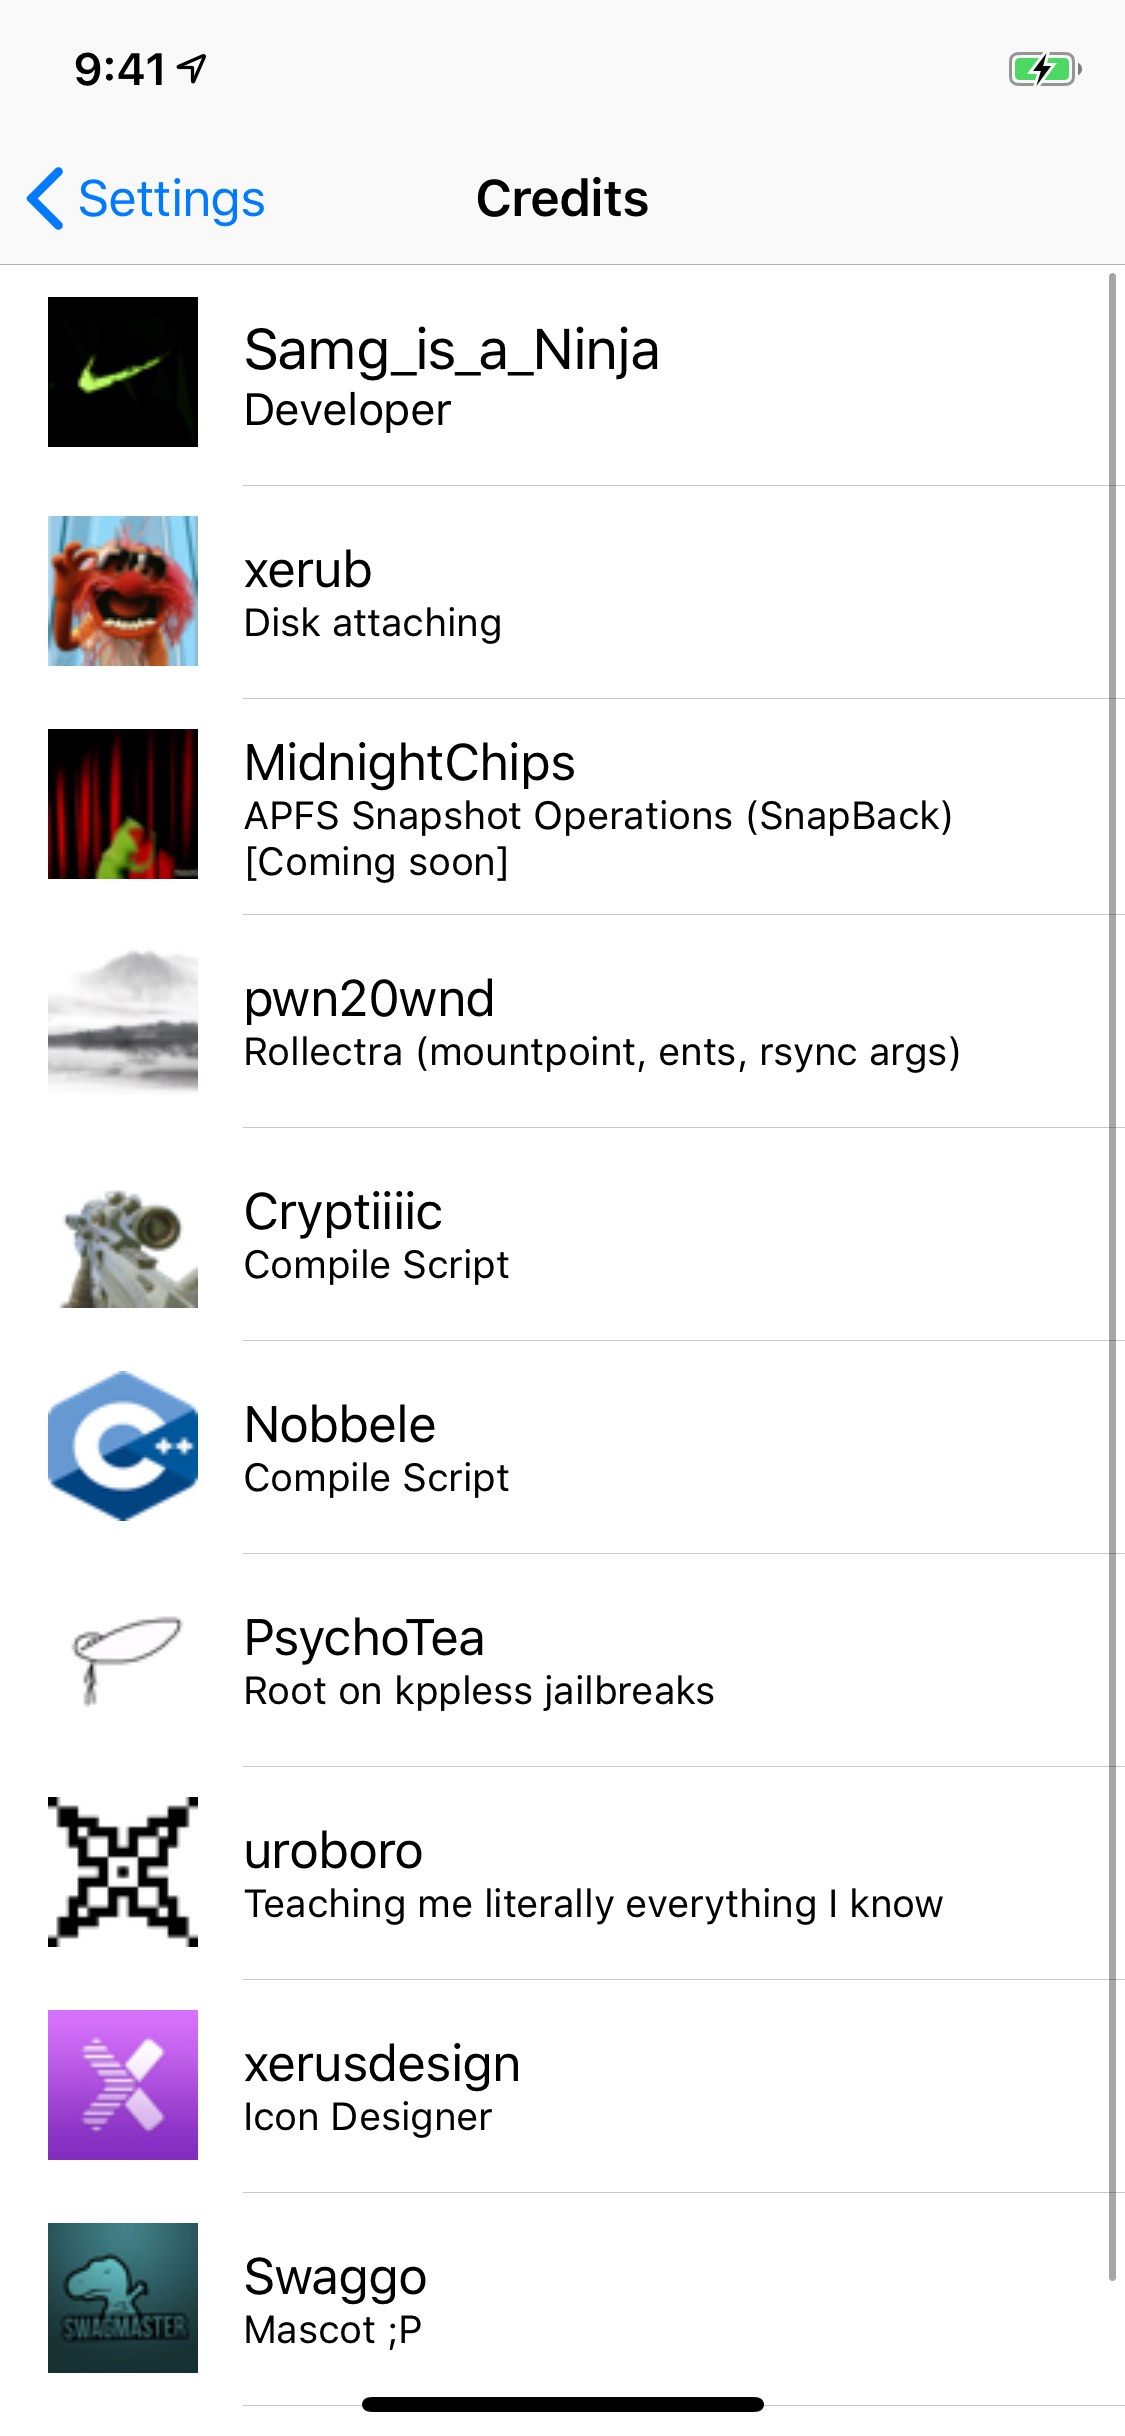 9:41
Settings
Credits
Samg_is_a_Ninja
Developer
xerub
Disk attaching
MidnightChips
APFS Snapshot Operations (SnapBack)
[Coming soon]
pwn20wnd
Rollectra (mountpoint, ents, rsync args)
Cryptiiiic
Compile Script
Nobbele
Compile Script
PsychoTea
Root on kppless jailbreaks
uroboro
Teaching me literally everything I know
xerusdesign
Icon Designer
SWAGMASTER
Swaggo
Mascot ;P